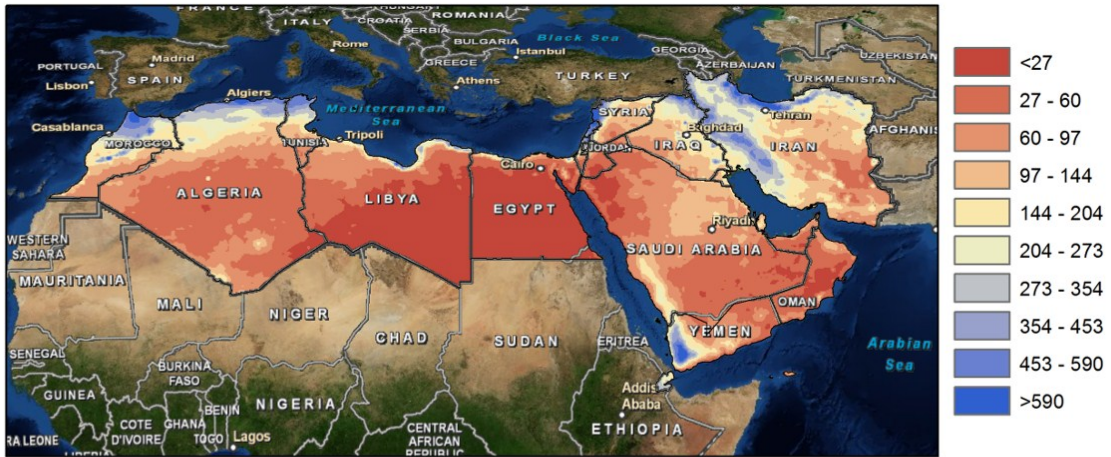 FRANCE
ITALY
CROATIA
SERBIA
ROMANIA
BULGARIA
GREECE
Black Sea
GEORGIA
AZERBAIJAN
UZBEKISTAN
TURKMENISTAN
AFGHANIS
PORTUGAL
Madrid
SPAIN
Lisbon
Rome
Istanbul
Athens
TURKEY
Algiers
Mediterranean
Sea
Casablanca
MOROCCO
TUNISIA
Tripoli
SYRIA
Baghdad
IRAQ
Tehran
IRAN
JORDAN
Cairo
ALGERIA
LIBYA
EGYPT
Riyadh
SAUDI ARABIA
OMAN
YEMEN
WESTERN
SAHARA
MAURITANIA
MALI
NIGER
CHAD
SUDAN
ERITREA
Arabian
Sea
SENEGAL
GUINEA
BURKINA
FASO
BENIN
NIGERIA
COTE
D'IVOIRE
GHANA
TOGO
Lagos
RA LEONE
CENTRAL
AFRICAN
REPUBLIC
Addis
Ababa
ETHIOPIA
<27
27 - 60
60 - 97
97 - 144
144 - 204
204 - 273
273 - 354
354 - 453
453 - 590
>590